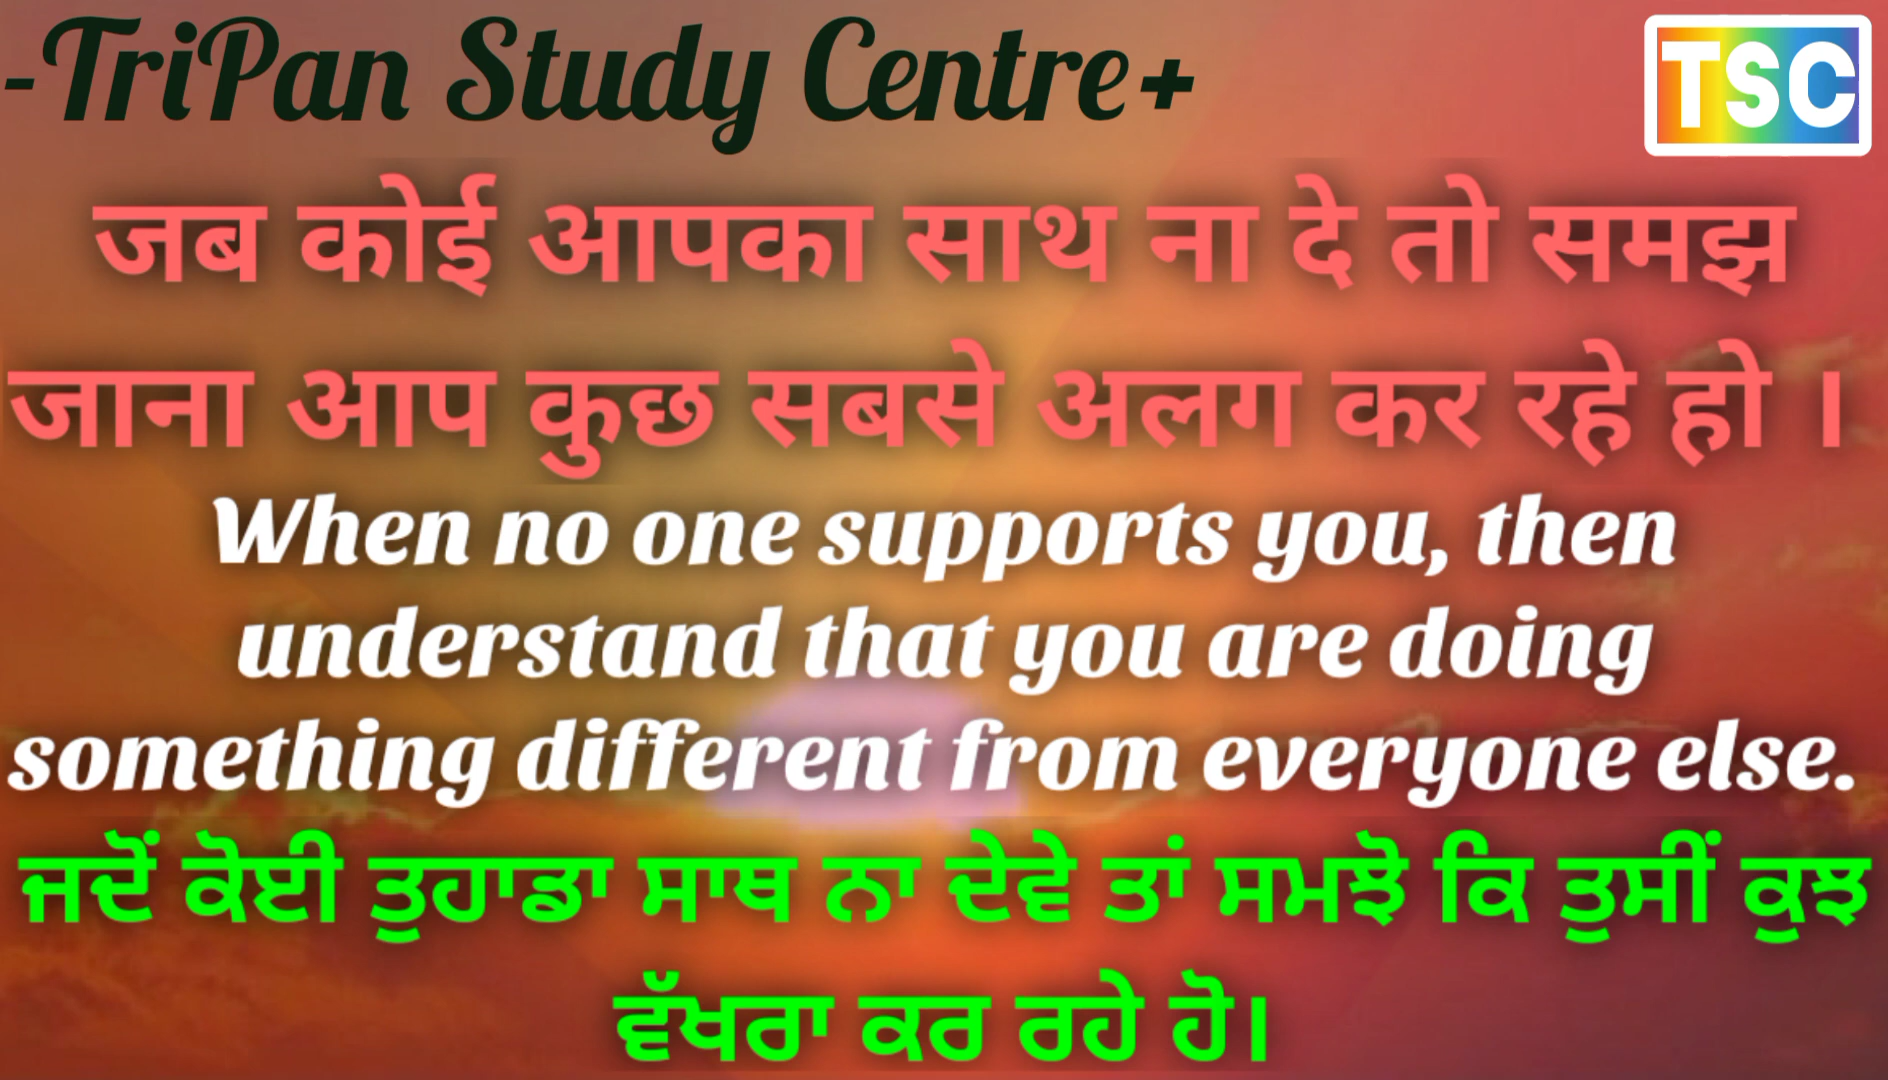 -TriPan Study Centre+
TSC
जब कोई आपका साथ ना दे तो समझ
जाना आप कुछ सबसे अलग कर रहे हो ।
When no one supports you, then
understand that you are doing
something different from everyone else.
ਜਦੋਂ ਕੋਈ ਤੁਹਾਡਾ ਸਾਥ ਨਾ ਦੇਵੇ ਤਾਂ ਸਮਝੋ ਕਿ ਤੁਸੀਂ ਕੁਝ
ਵੱਖਰਾ ਕਰ ਰਹੇ ਹੋ।